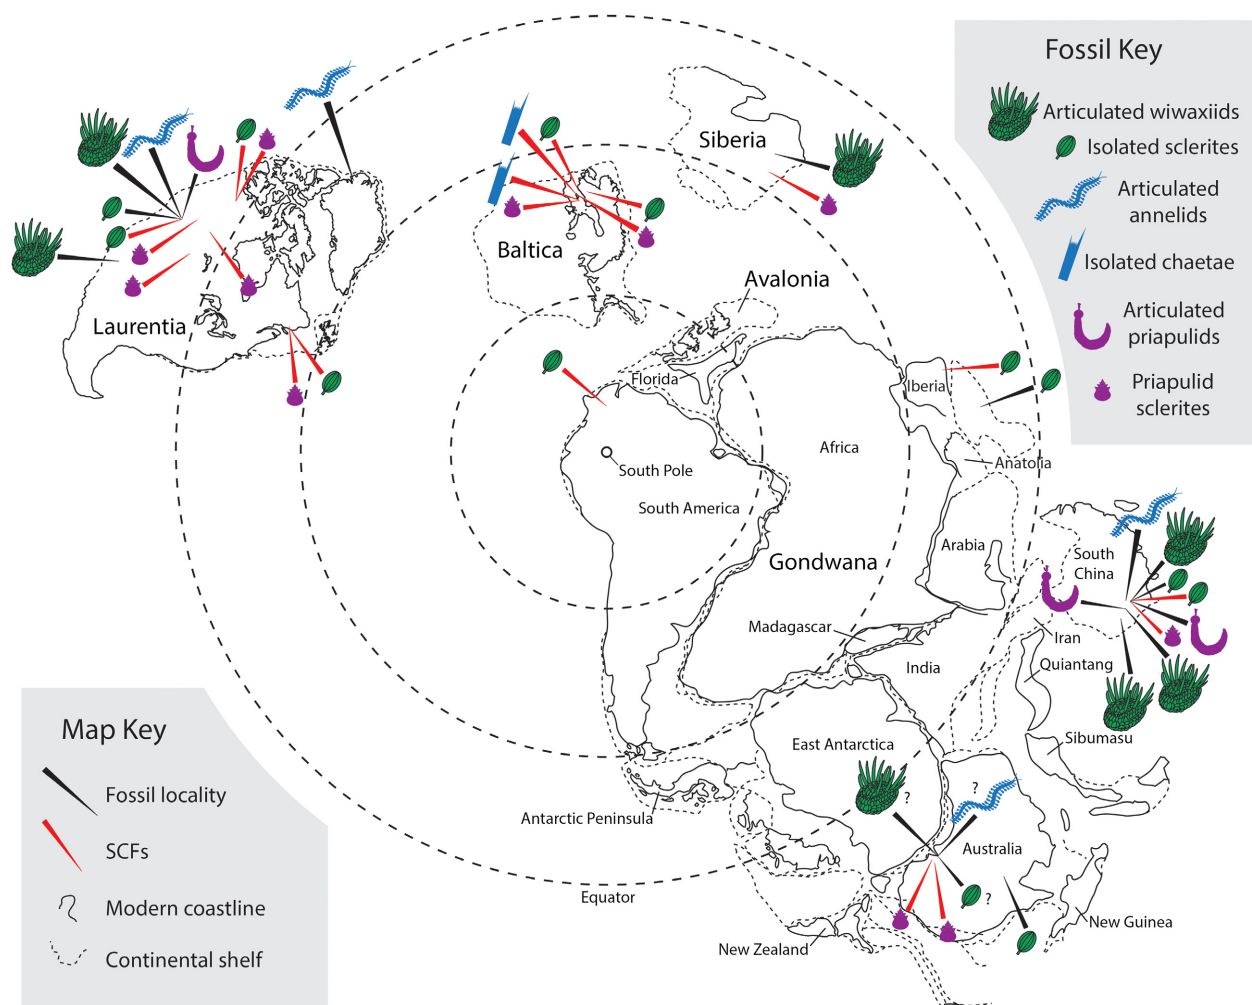 Fossil Key
Articulated wiwaxiids
Isolated sclerites
Articulated
annelids
Isolated chaetae
Articulated
priapulids
Priapulid
sclerites
Siberia
Baltica
Avalonia
Laurentia
Florida
Iberia
Africa
Anatolia
South Pole
South America
Arabia
South
China
Gondwana
Madagascar
Iran
India
Quiantang
Sibumasu
East Antarctica
?
?
Antarctic Peninsula
Australia
?
Equator
New Zealand
New Guinea
Map Key
Fossil locality
SCFs
Modern coastline
Continental shelf